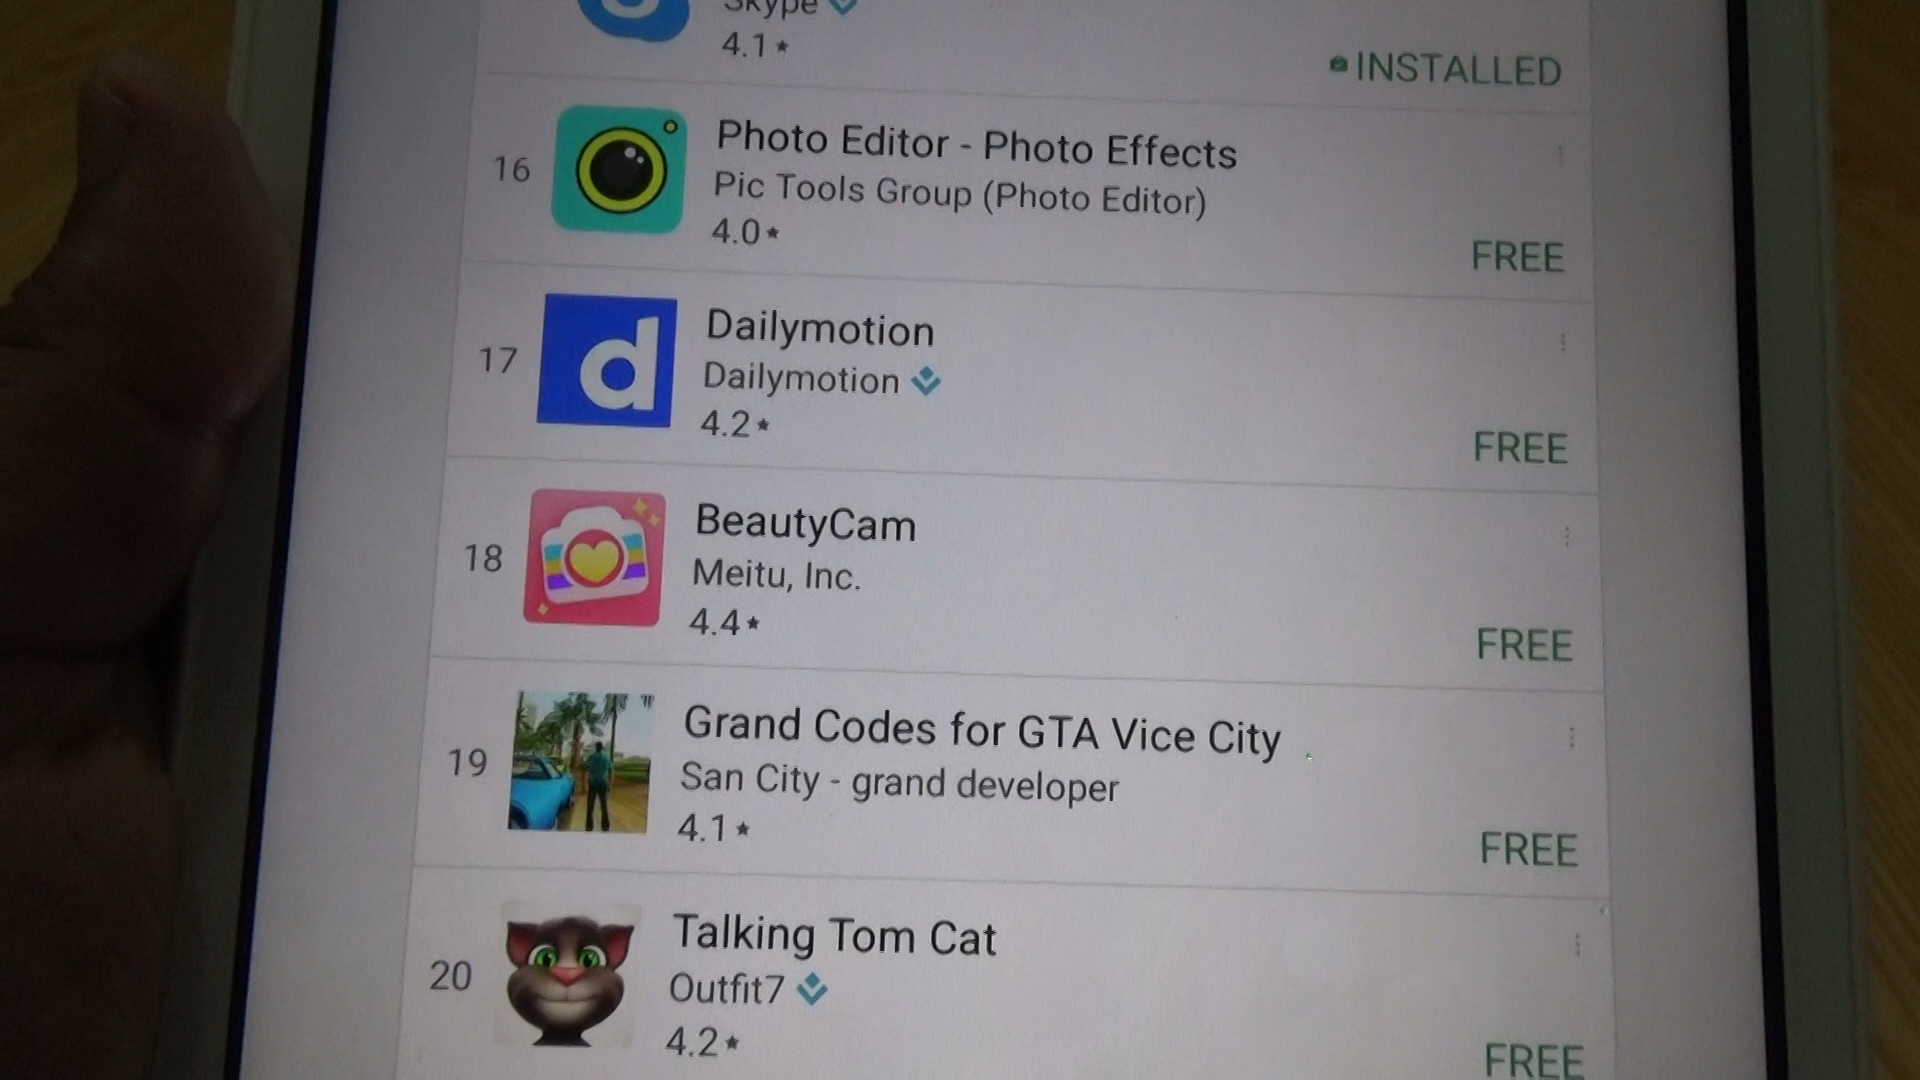 Skype
4.1★
INSTALLED
16
Photo Editor - Photo Effects
Pic Tools Group (Photo Editor)
4.0★
FREE
17
d
Dailymotion
Dailymotion
4.2★
FREE
18
BeautyCam
Meitu, Inc.
4.4★
FREE
19
Grand Codes for GTA Vice City
San City - grand developer
4.1★
FREE
20
Talking Tom Cat
Outfit7
4.2★
FREE